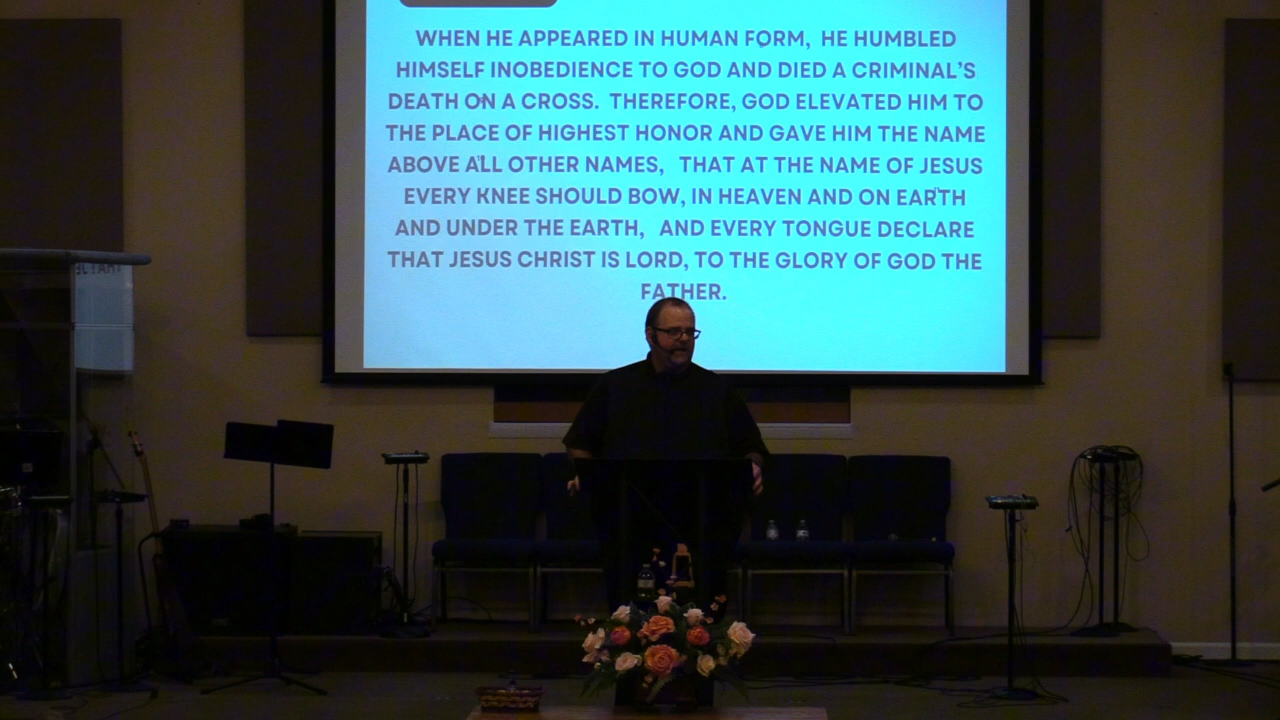 WHEN HE APPEARED IN HUMAN FORM, HE HUMBLED
HIMSELF INOBEDIENCE TO GOD AND DIED A CRIMINAL'S
DEATH ON A CROSS. THEREFORE, GOD ELEVATED HIM TO
THE PLACE OF HIGHEST HONOR AND GAVE HIM THE NAME
ABOVE ALL OTHER NAMES, THAT AT THE NAME OF JESUS
EVERY KNEE SHOULD BOW, IN HEAVEN AND ON EARTH
AND UNDER THE EARTH, AND EVERY TONGUE DECLARE
THAT JESUS CHRIST IS LORD, TO THE GLORY OF GOD THE
FATHER.